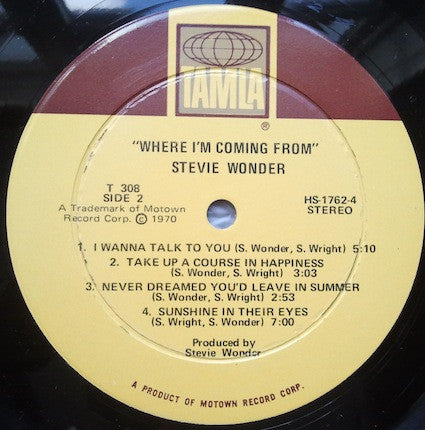 TAMLA
®
"WHERE I'M COMING FROM"
STEVIE WONDER
T 308
SIDE 2
HS-1762-4
STEREO
A Trademark of Motown
Record Corp. © 1970
1. I WANNA TALK TO YOU (S. Wonder, S. Wright) 5:10
2. TAKE UP A COURSE IN HAPPINESS
(S. Wonder, S. Wright) 3:03
3. NEVER DREAMED YOU'D LEAVE IN SUMMER
(S. Wonder, S. Wright) 2:53
4. SUNSHINE IN THEIR EYES
(S. Wright, S. Wonder) 7:00
Produced by
Stevie Wonder
A PRODUCT OF MOTOWN RECORD CORP.